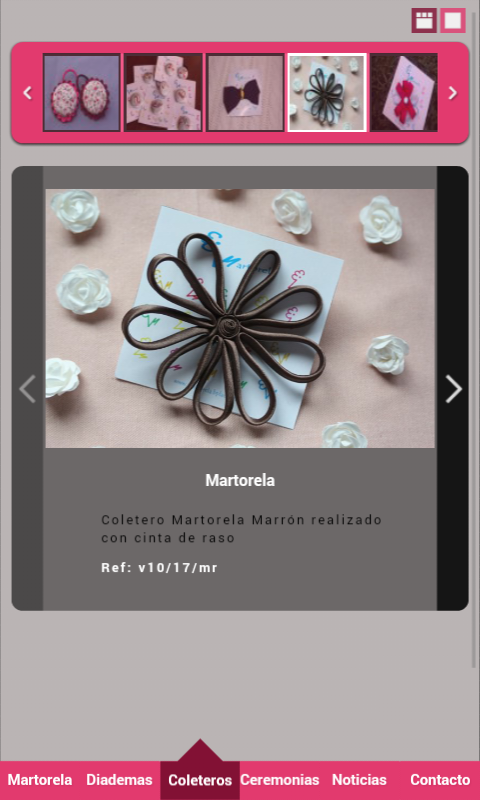 Martorela
Coletero Martorela Marrón realizado
con cinta de raso
Ref: v10/17/mr
Martorela Diademas Coleteros Ceremonias Noticias Contacto